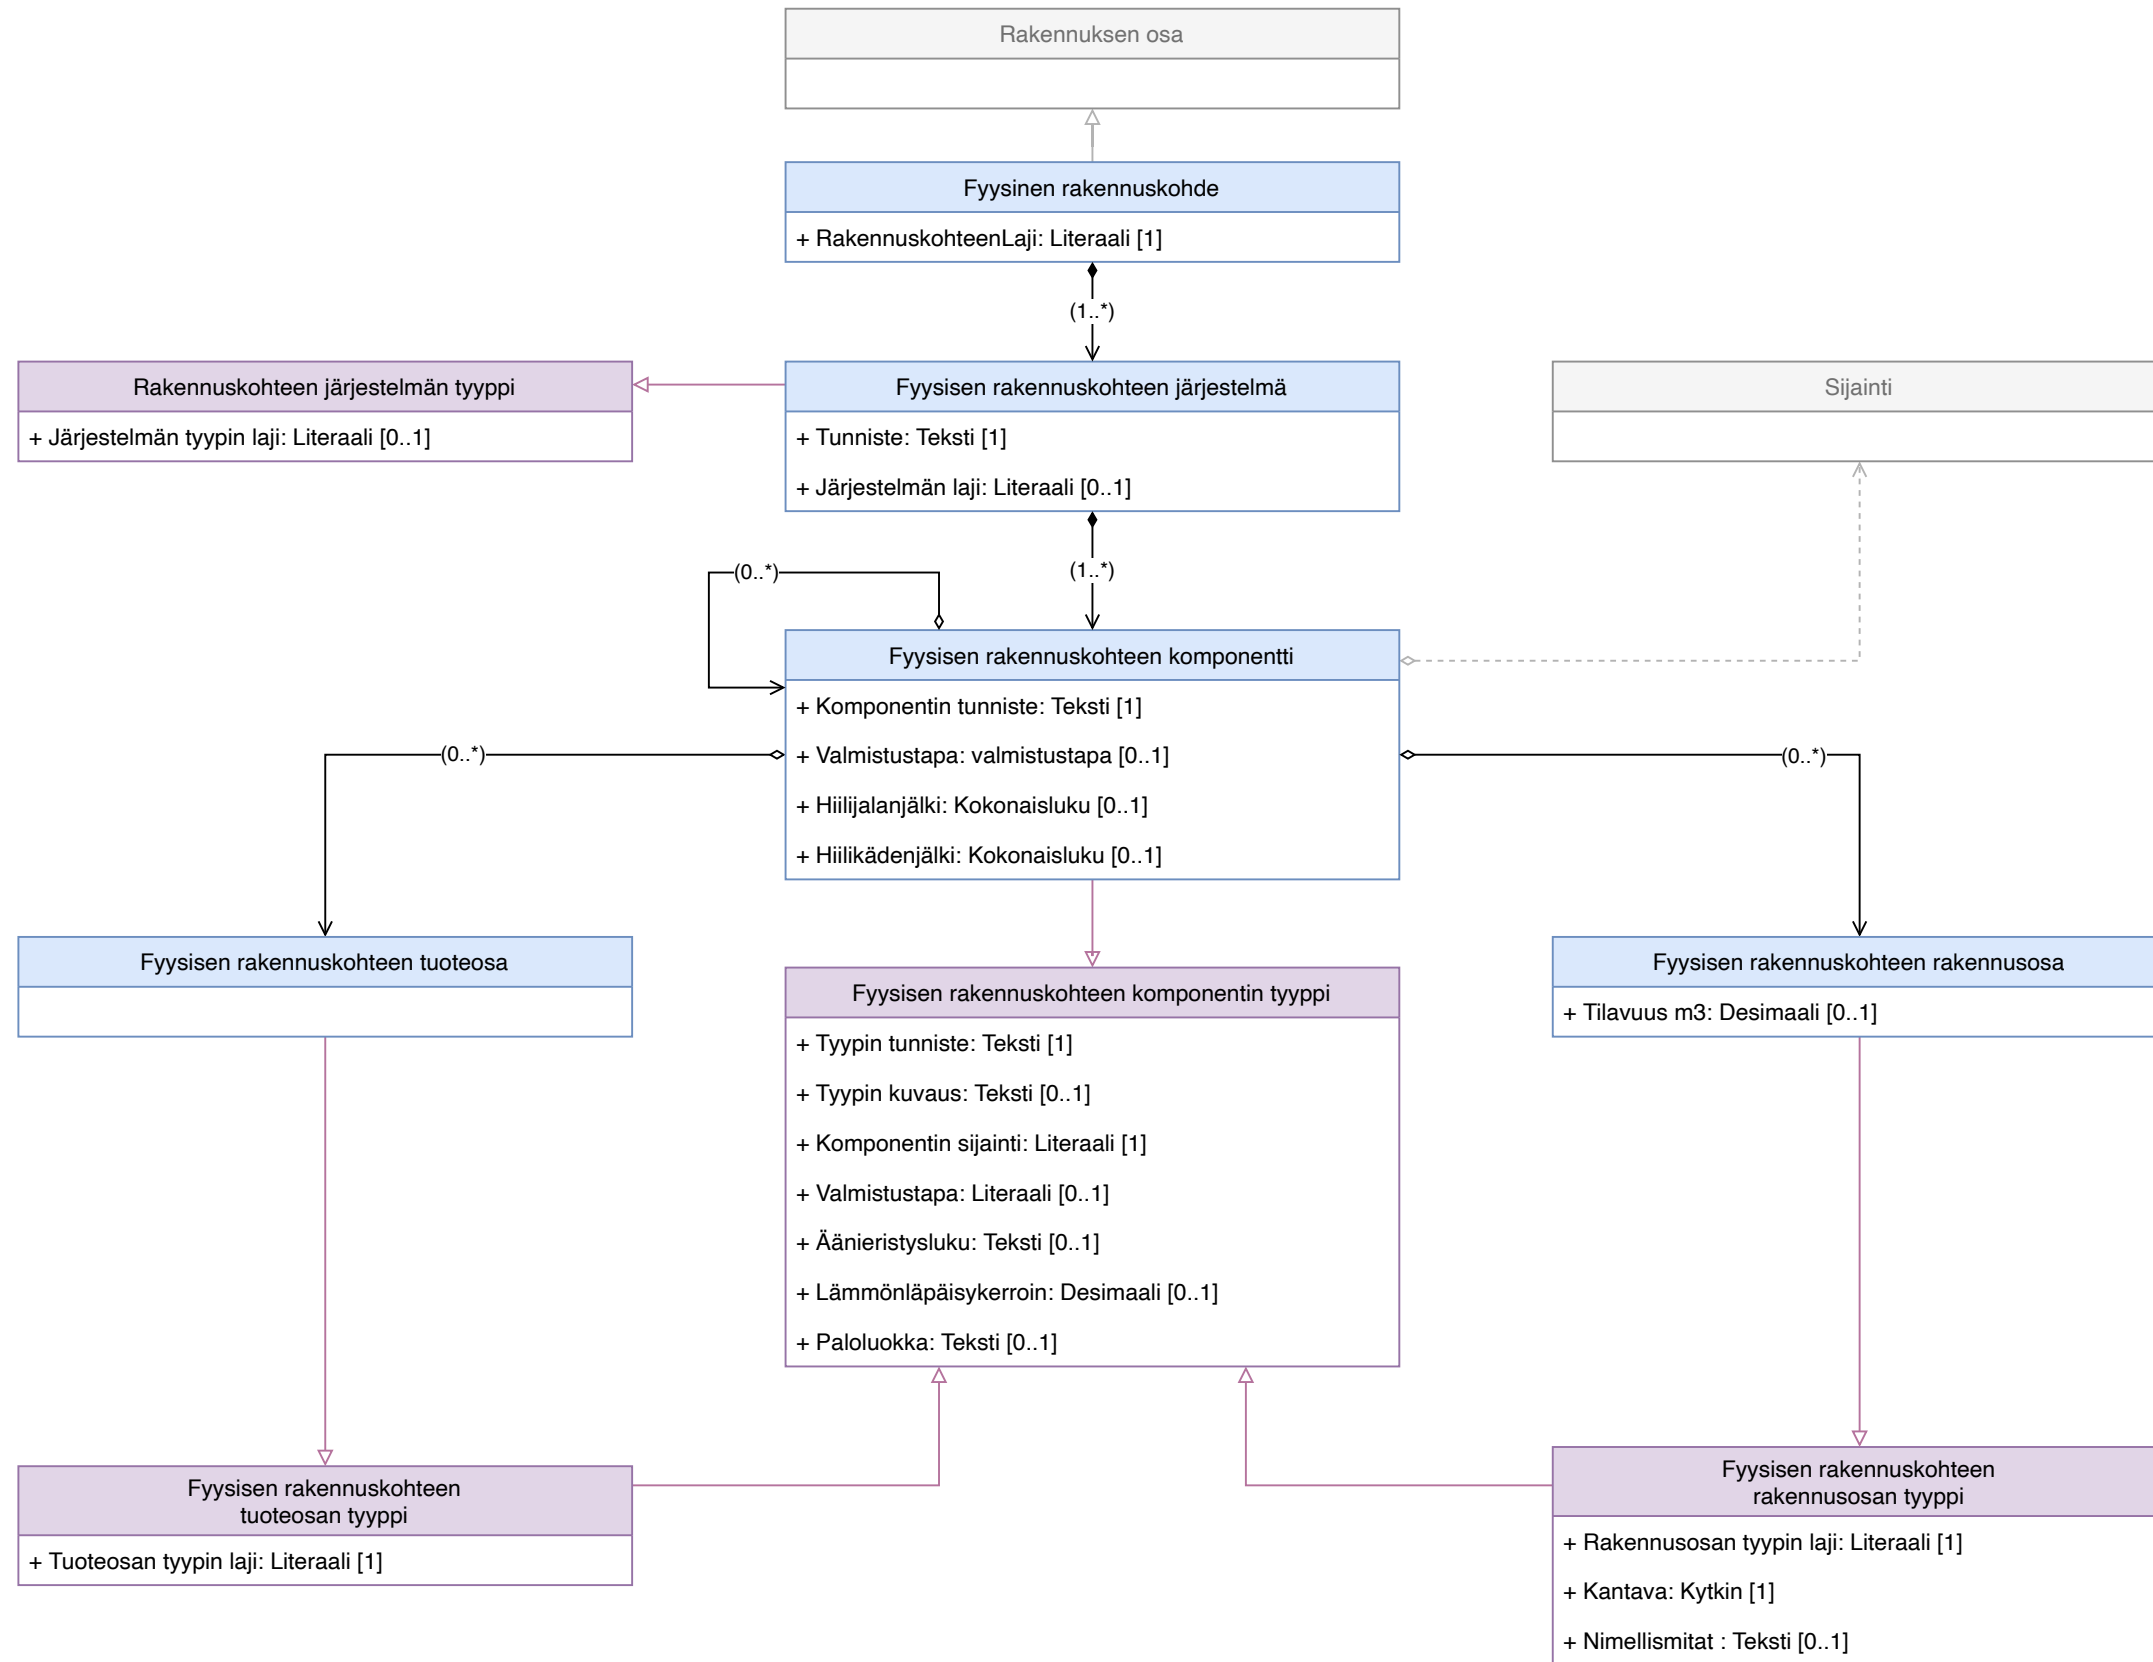 Rakennuksen osa
Fyysinen rakennuskohde
+ RakennuskohteenLaji: Literaali [1]
(1..*)
Rakennuskohteen järjestelmän tyyppi
+ Järjestelmän tyypin laji: Literaali [0..1]
Fyysisen rakennuskohteen järjestelmä
+ Tunniste: Teksti [1]
+ Järjestelmän laji: Literaali [0..1]
Sijainti
(0..*)
(1..*)
Fyysisen rakennuskohteen komponentti
+ Komponentin tunniste: Teksti [1]
+ Valmistustapa: valmistustapa [0..1]
+ Hiilijalanjälki: Kokonaisluku [0..1]
+ Hiilikädenjälki: Kokonaisluku [0..1]
(0..*)
(0..*)
Fyysisen rakennuskohteen tuoteosa
Fyysisen rakennuskohteen komponentin tyyppi
+ Tyypin tunniste: Teksti [1]
+ Tyypin kuvaus: Teksti [0..1]
+ Komponentin sijainti: Literaali [1]
+ Valmistustapa: Literaali [0..1]
+ Äänieristysluku: Teksti [0..1]
+ Lämmönläpäisykerroin: Desimaali [0..1]
+ Paloluokka: Teksti [0..1]
Fyysisen rakennuskohteen rakennusosa
+ Tilavuus m3: Desimaali [0..1]
Fyysisen rakennuskohteen
tuoteosan tyyppi
+ Tuoteosan tyypin laji: Literaali [1]
Fyysisen rakennuskohteen
rakennusosan tyyppi
+ Rakennusosan tyypin laji: Literaali [1]
+ Kantava: Kytkin [1]
+ Nimellismitat : Teksti [0..1]